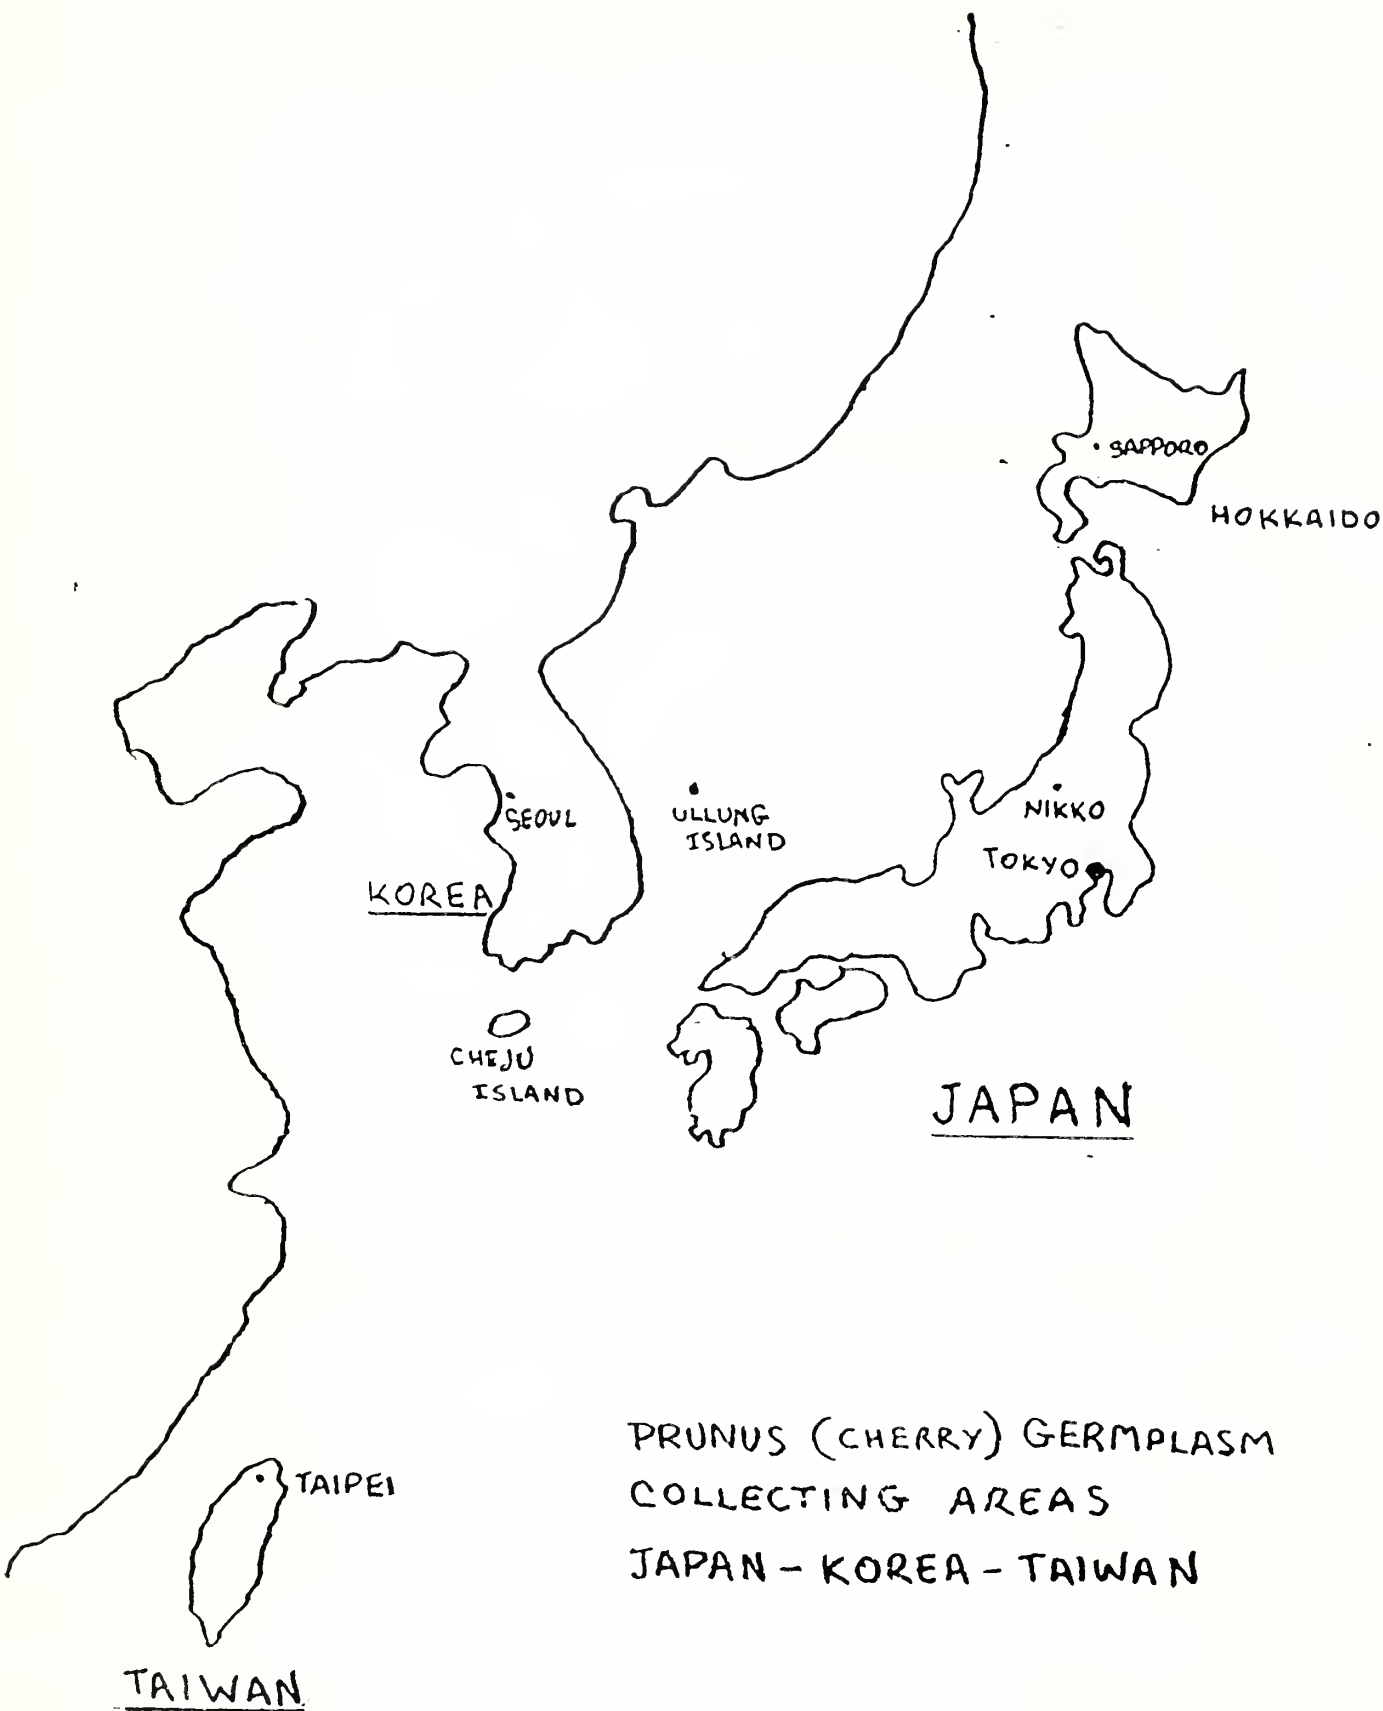 SAPPORO
HOKKAIDO
NIKKO
SEOUL
ULLUNG
ISLAND
TOKYO
KOREA
CHEJU
ISLAND
JAPAN
PRUNUS (CHERRY) GERMPLASM
COLLECTING AREAS
JAPAN - KOREA - TAIWAN
TAIPEI
TAIWAN